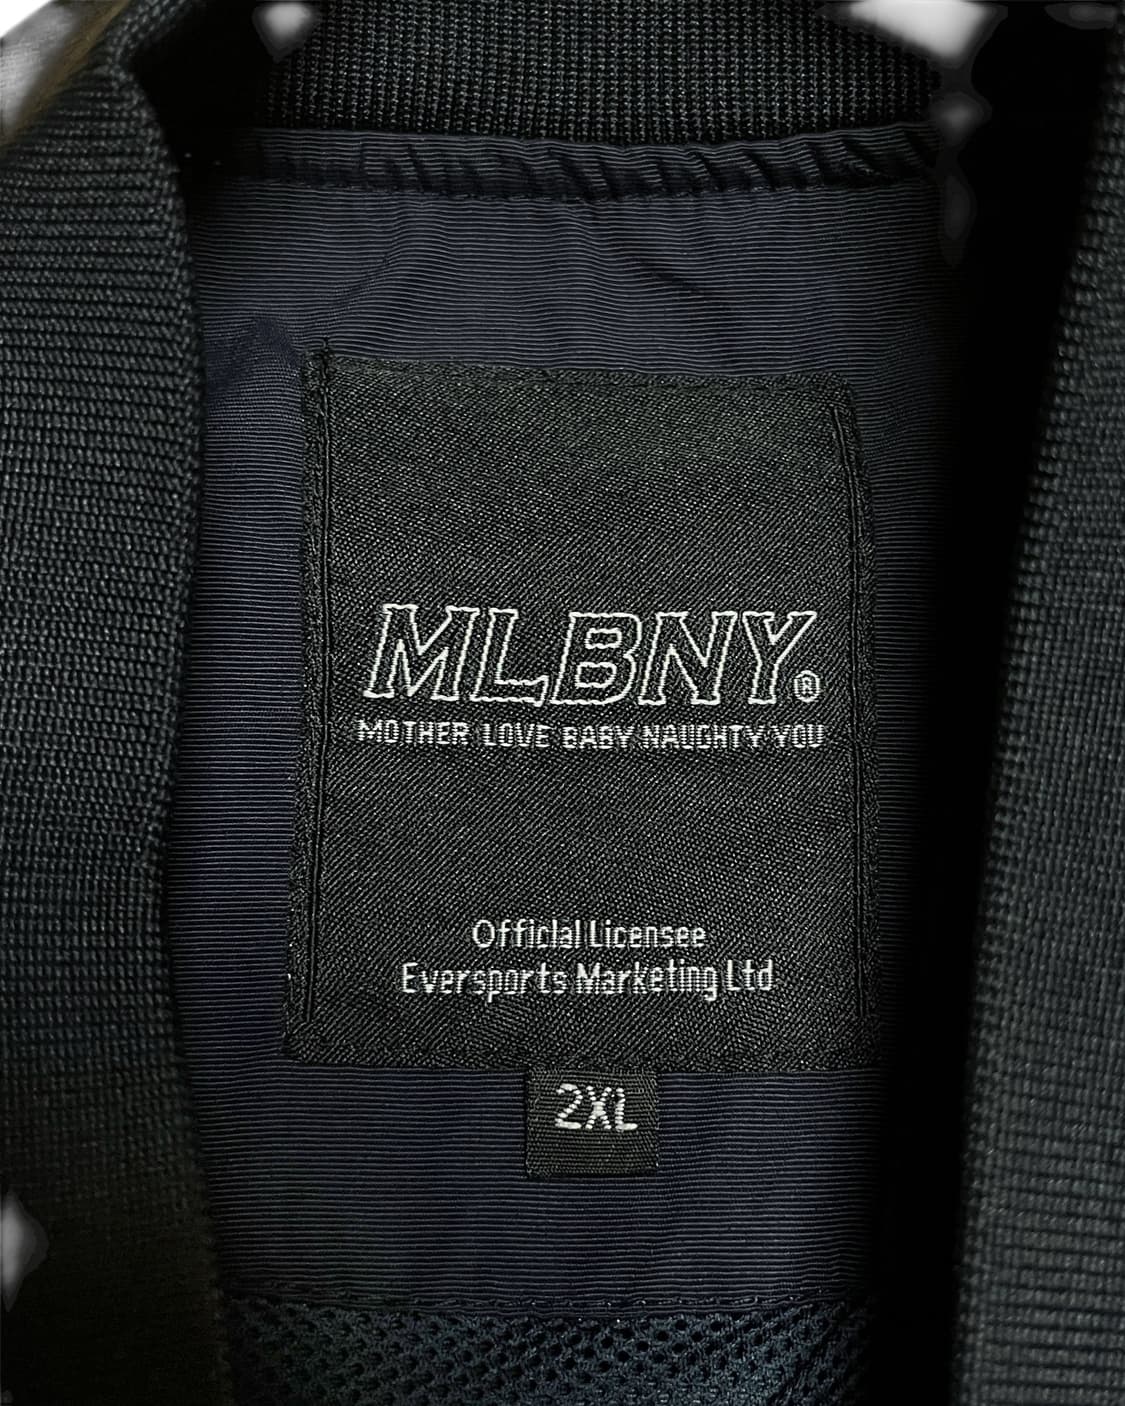 MLBNY®
MOTHER LOVE BABY NAUGHTY YOU
Official Licensee
Eversports Marketing Ltd
2XL